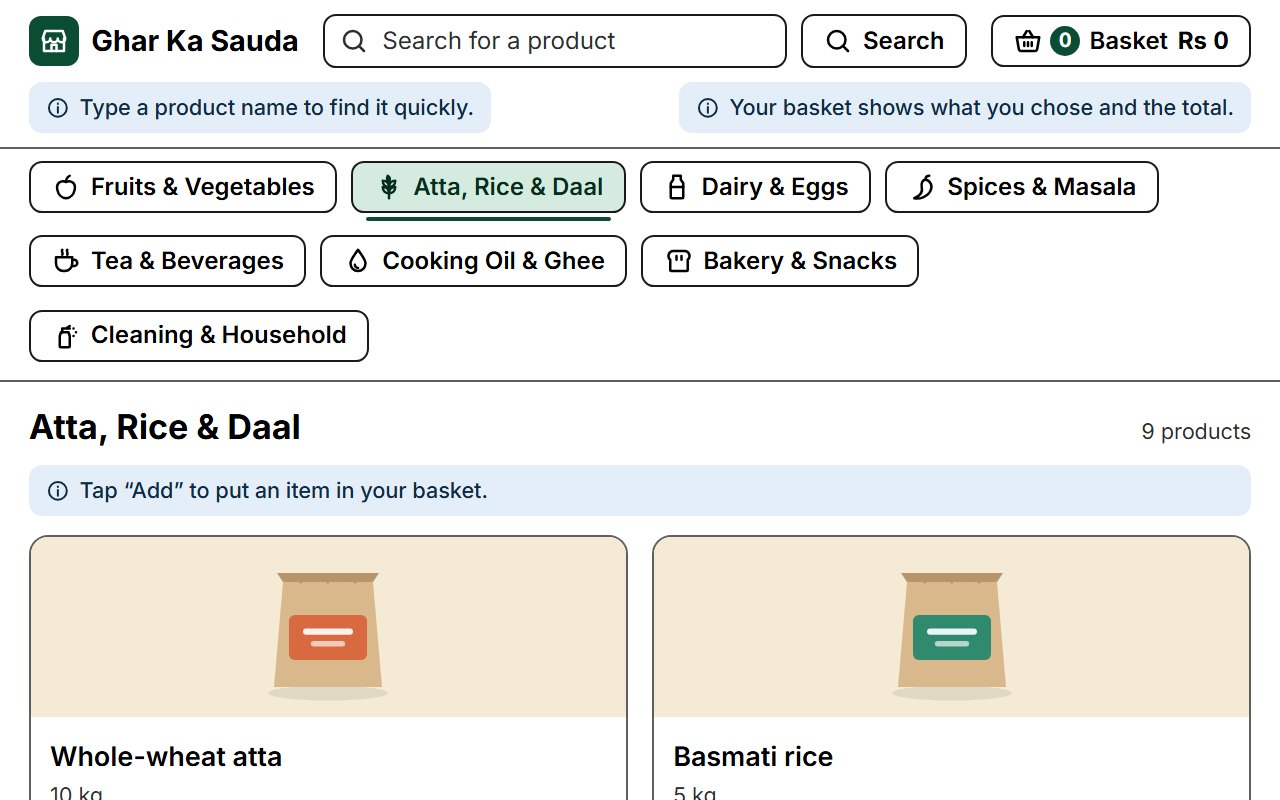 Ghar Ka Sauda
Search for a product
Search
0 Basket Rs 0
Type a product name to find it quickly.
Your basket shows what you chose and the total.
Fruits & Vegetables
Atta, Rice & Daal
Dairy & Eggs
Spices & Masala
Tea & Beverages
Cooking Oil & Ghee
Bakery & Snacks
Cleaning & Household
Atta, Rice & Daal
9 products
Tap “Add” to put an item in your basket.
Whole-wheat atta
10 kg
Basmati rice
5 kg